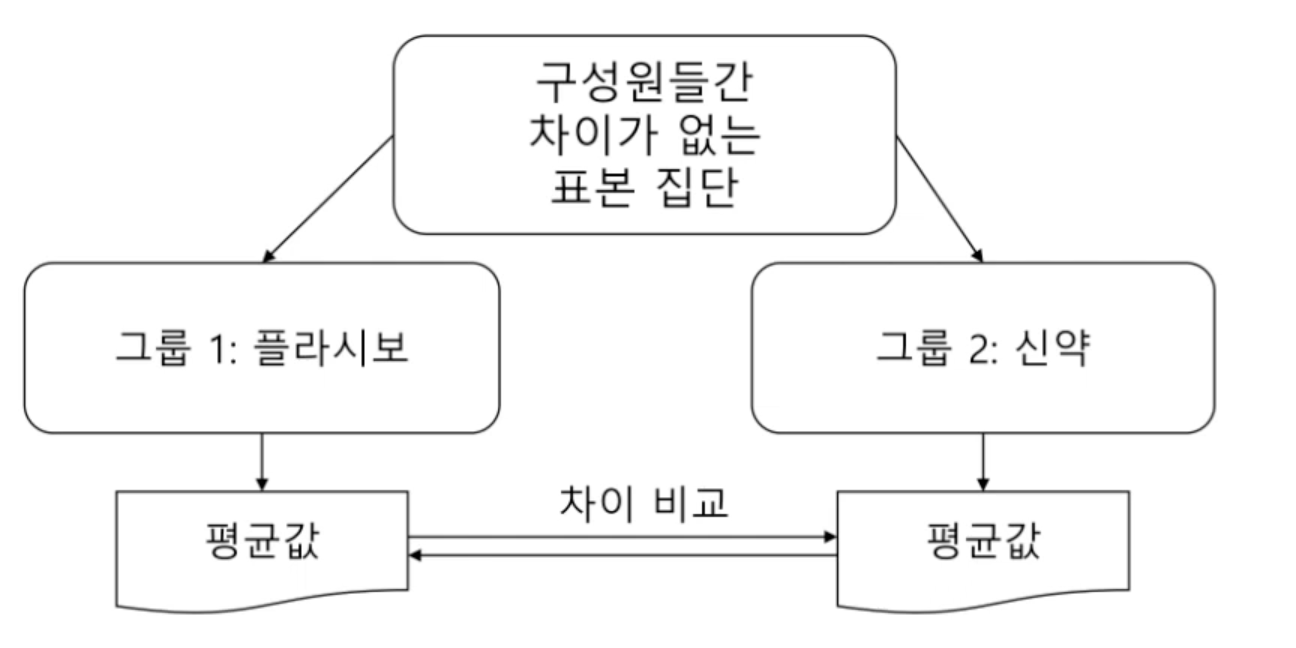 구성원들간
차이가 없는
표본 집단
그룹 1: 플라시보
그룹 2: 신약
차이 비교
평균값
평균값